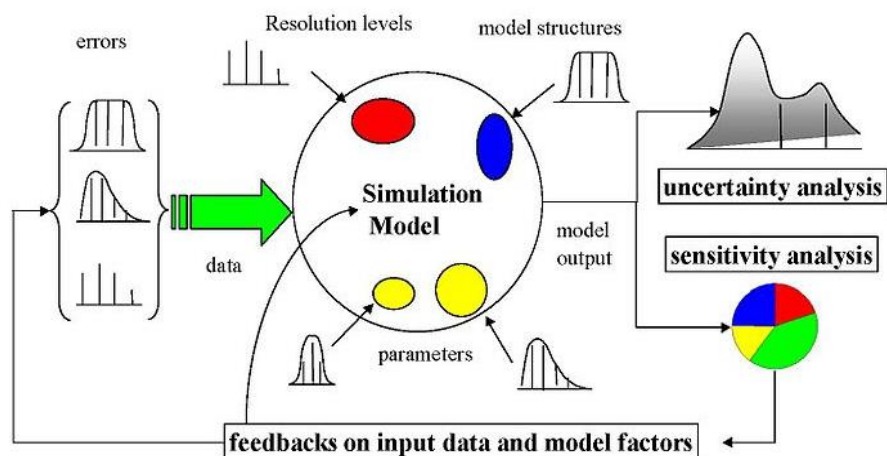 Resolution levels
model structures
errors
Simulation
Model
uncertainty analysis
model
output
sensitivity analysis
data
parameters
feedbacks on input data and model factors